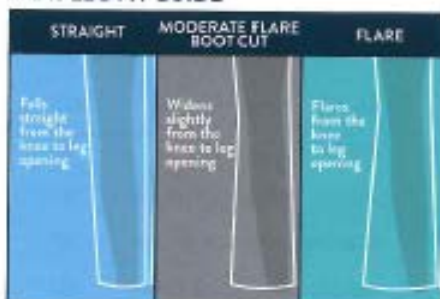 GUIDE
STRAIGHT
Falls
straight
from the
knee to leg
opening
MODERATE FLARE
BOOT CUT
Widens
slightly
from the
knee to leg
opening
FLARE
Flares
from the
knee
to leg
opening